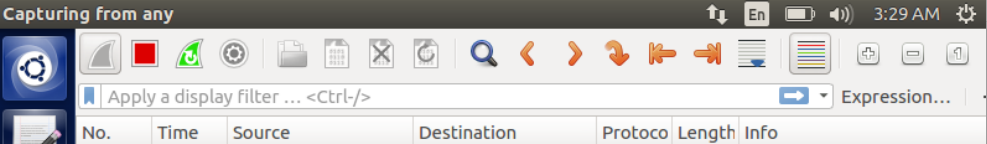 Capturing from any En 3:29 AM
Apply a display filter ... <Ctrl-/> Expression...
No. Time Source Destination Protoco Length Info